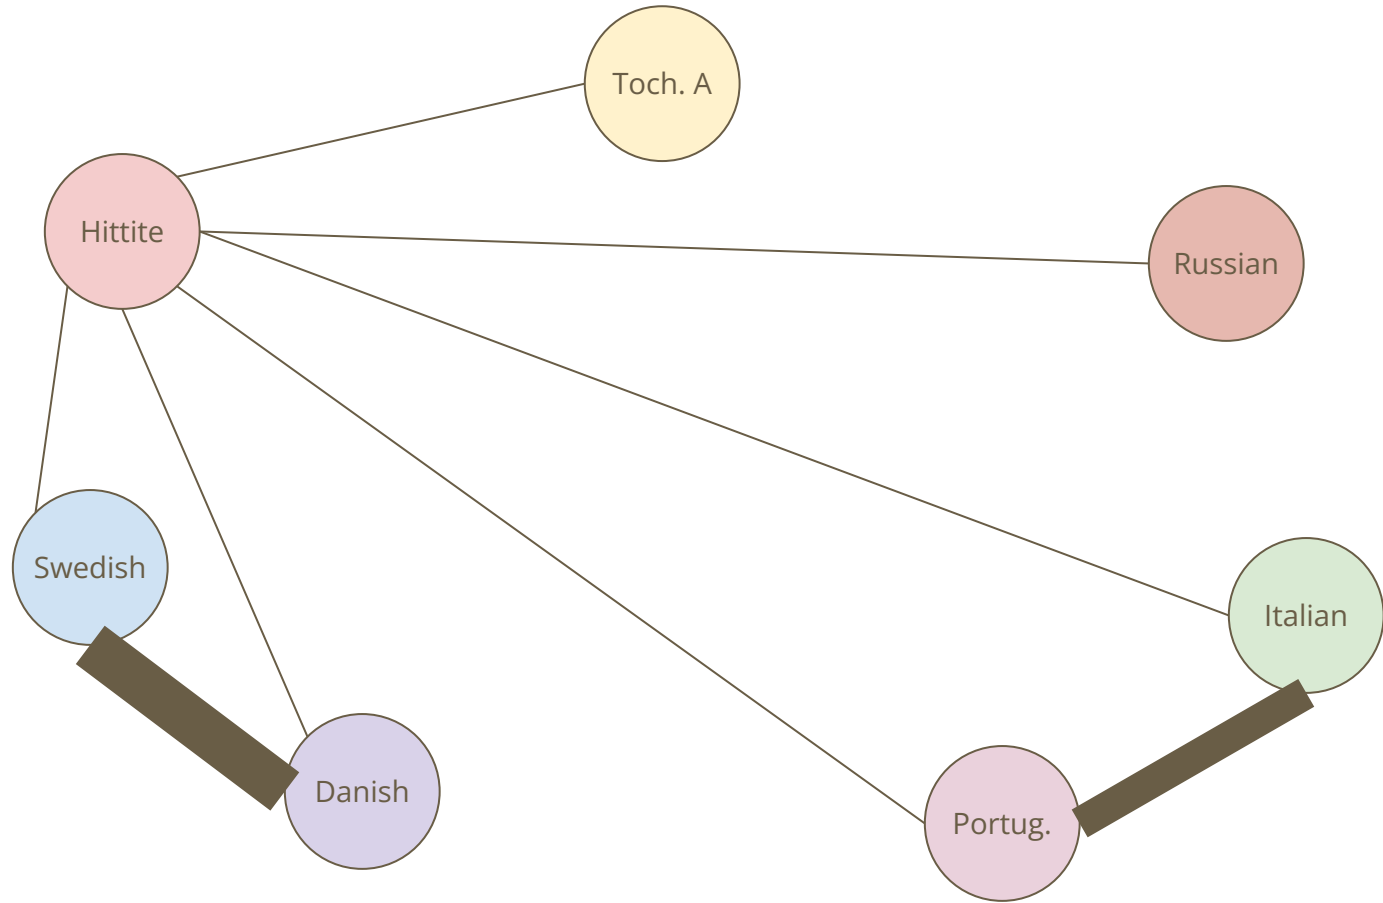 Toch. A
Hittite
Russian
Swedish
Italian
Danish
Portug.